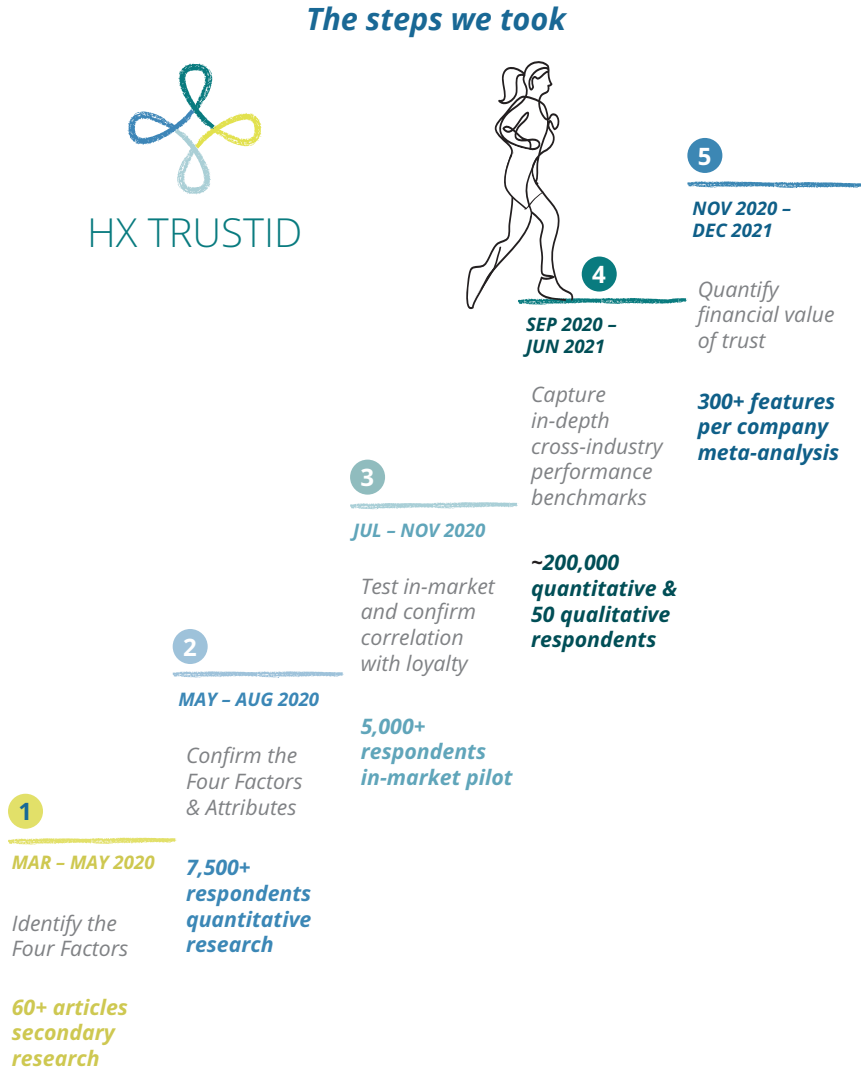 The steps we took
HX TRUSTID
1
MAR – MAY 2020
Identify the
Four Factors
60+ articles
secondary
research
2
MAY – AUG 2020
Confirm the
Four Factors
& Attributes
7,500+
respondents
quantitative
research
3
JUL – NOV 2020
Test in-market
and confirm
correlation
with loyalty
5,000+
respondents
in-market pilot
4
SEP 2020 –
JUN 2021
Capture
in-depth
cross-industry
performance
benchmarks
~200,000
quantitative &
50 qualitative
respondents
5
NOV 2020 –
DEC 2021
Quantify
financial value
of trust
300+ features
per company
meta-analysis